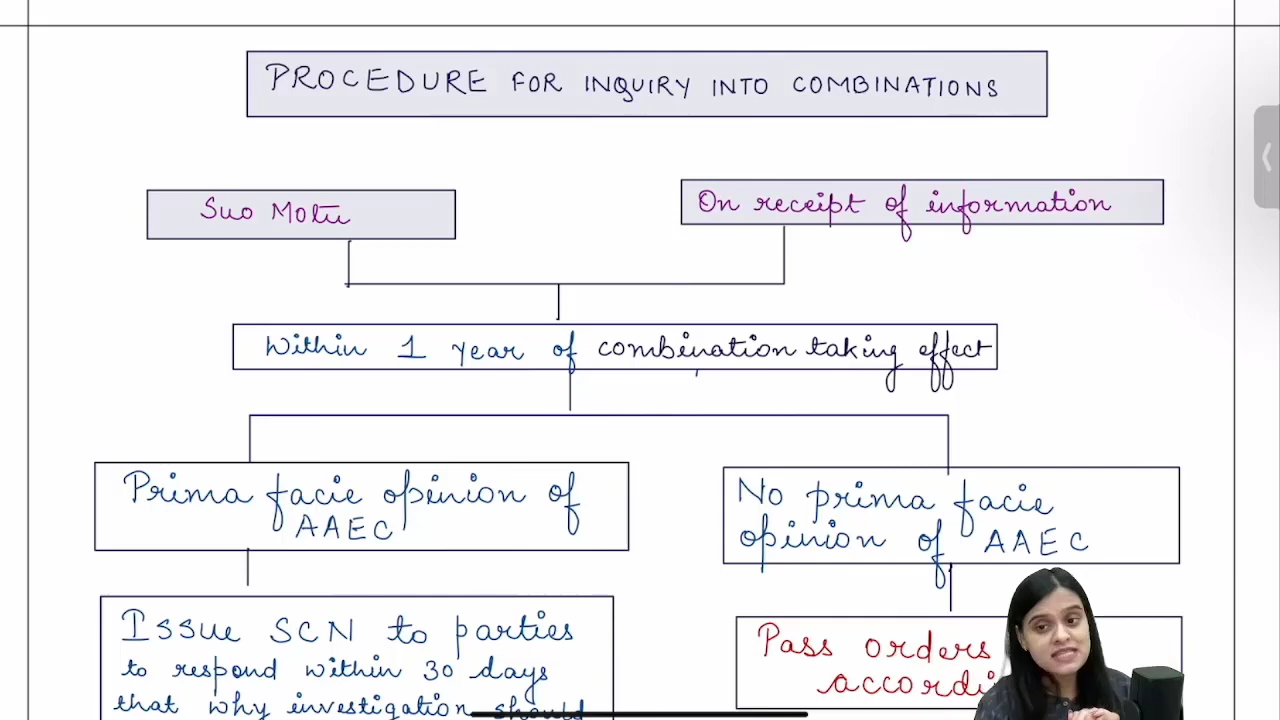 PROCEDURE FOR INQUIRY INTO COMBINATIONS
Suo Motu
On receipt of information
Within 1 year of combination taking effect
Prima facie opinion of
AAEC
No prima facie
opinion of AAEC
Issue SCN to parties
to respond within 30 days
that why investigation should
Pass orders